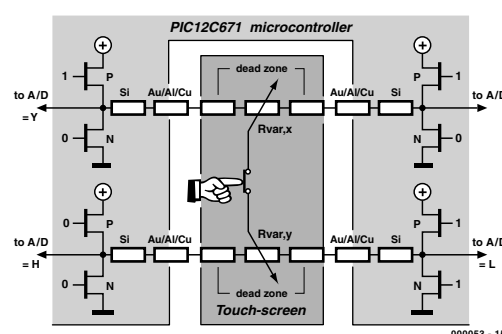 PIC12C671 microcontroller
1 P
dead zone
P 1
Si Au/Al/Cu Au/Al/Cu Si
to A/D
= Y
to A/D
0 N
Rvar,x
N 0
0 P
P 1
Rvar,y
Si Au/Al/Cu Au/Al/Cu Si
to A/D
= H
to A/D
= L
0 N
dead zone
N 1
Touch-screen